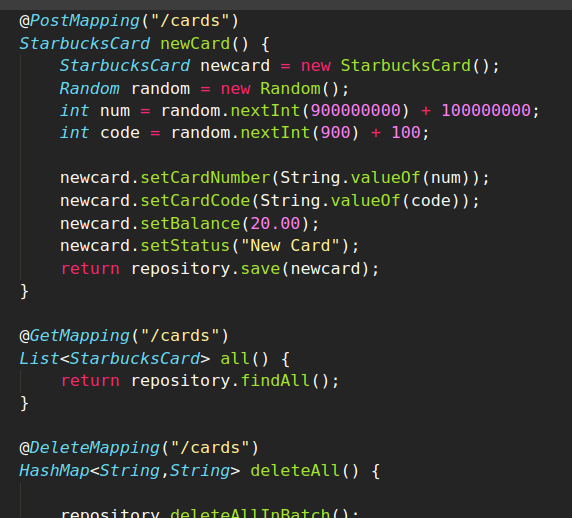 @PostMapping("/cards")
StarbucksCard newCard() {
    StarbucksCard newcard = new StarbucksCard();
    Random random = new Random();
    int num = random.nextInt(900000000) + 100000000;
    int code = random.nextInt(900) + 100;

    newcard.setCardNumber(String.valueOf(num));
    newcard.setCardCode(String.valueOf(code));
    newcard.setBalance(20.00);
    newcard.setStatus("New Card");
    return repository.save(newcard);
}

@GetMapping("/cards")
List<StarbucksCard> all() {
    return repository.findAll();
}

@DeleteMapping("/cards")
HashMap<String,String> deleteAll() {

    repository.deleteAllInBatch();